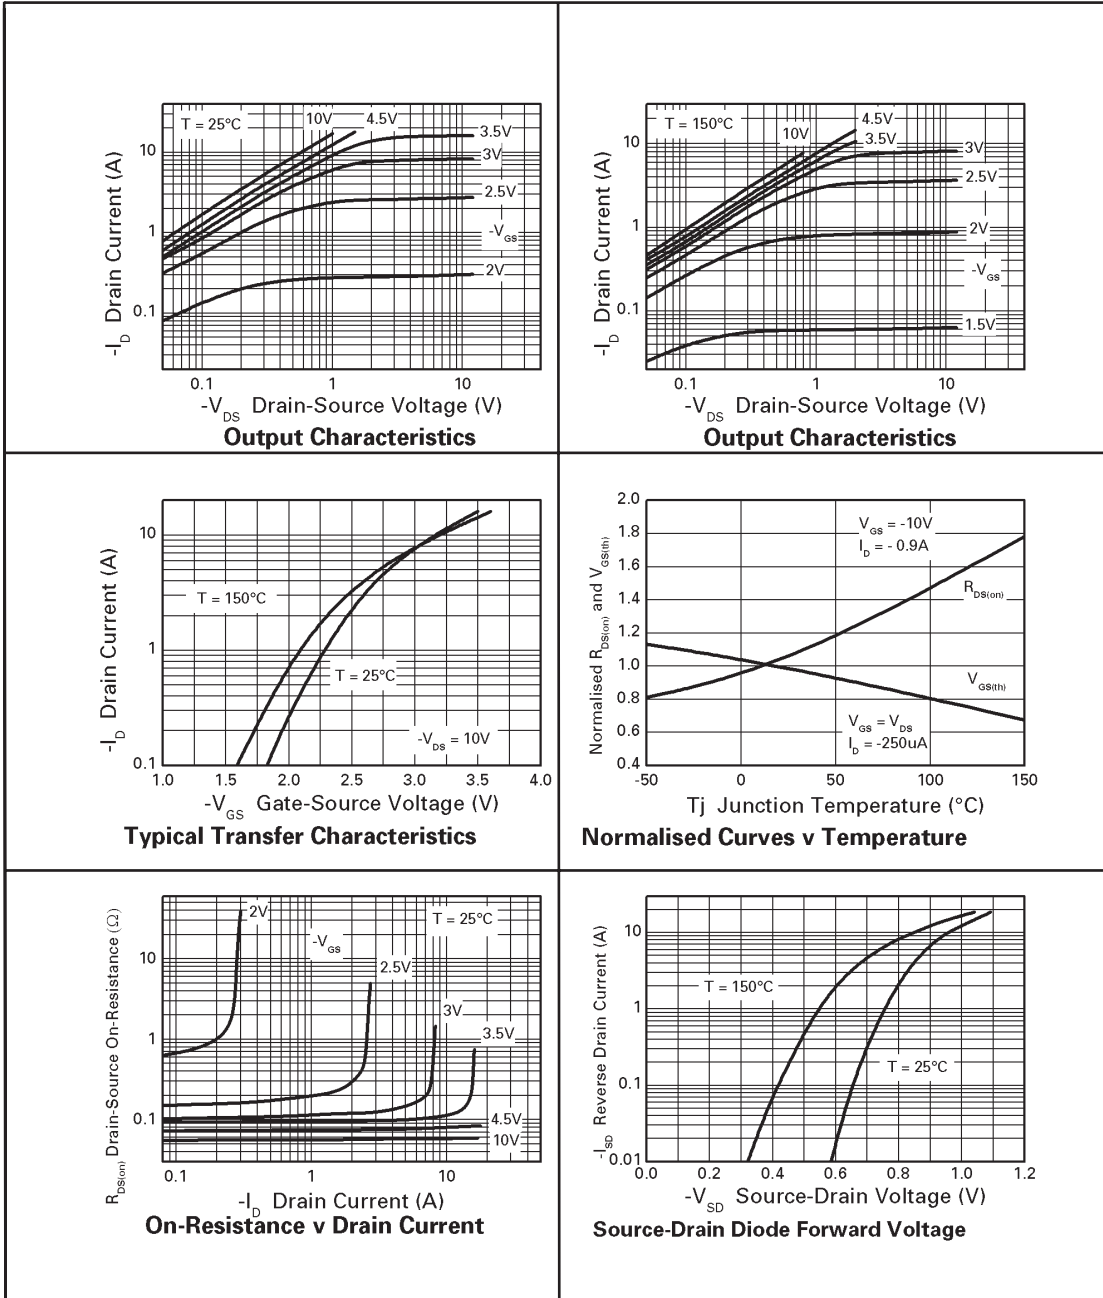 T = 25°C
10V
4.5V
3.5V
3V
2.5V
-VGS
2V
10
1
0.1
-ID Drain Current (A)
0.1
1
10
-VDS Drain-Source Voltage (V)
Output Characteristics
T = 150°C
10V
4.5V
3.5V
3V
2.5V
2V
-VGS
1.5V
10
1
0.1
-ID Drain Current (A)
0.1
1
10
-VDS Drain-Source Voltage (V)
Output Characteristics
10
1
0.1
-ID Drain Current (A)
T = 150°C
T = 25°C
-VDS = 10V
1.0
1.5
2.0
2.5
3.0
3.5
4.0
-VGS Gate-Source Voltage (V)
Typical Transfer Characteristics
2.0
1.8
1.6
1.4
1.2
1.0
0.8
0.6
0.4
Normalised RDS(on) and VGS(th)
VGS = -10V
ID = - 0.9A
RDS(on)
VGS(th)
VGS = VDS
ID = -250uA
-50
0
50
100
150
Tj Junction Temperature (°C)
Normalised Curves v Temperature
2V
T = 25°C
-VGS
2.5V
3V
3.5V
4.5V
10V
10
1
0.1
RDS(on) Drain-Source On-Resistance (Ω)
0.1
1
10
-ID Drain Current (A)
On-Resistance v Drain Current
10
1
0.1
0.01
-ISD Reverse Drain Current (A)
T = 150°C
T = 25°C
0.0
0.2
0.4
0.6
0.8
1.0
1.2
-VSD Source-Drain Voltage (V)
Source-Drain Diode Forward Voltage